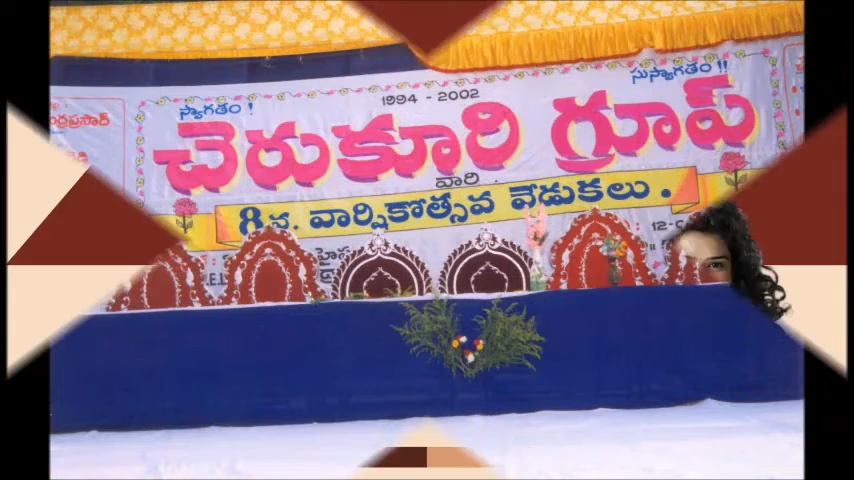 స్వాగతం !
1994 - 2002
సుస్వాగతం !!
చెరుకూరి గ్రూప్
వారి
8వ. వార్షికోత్సవ వేడుకలు .